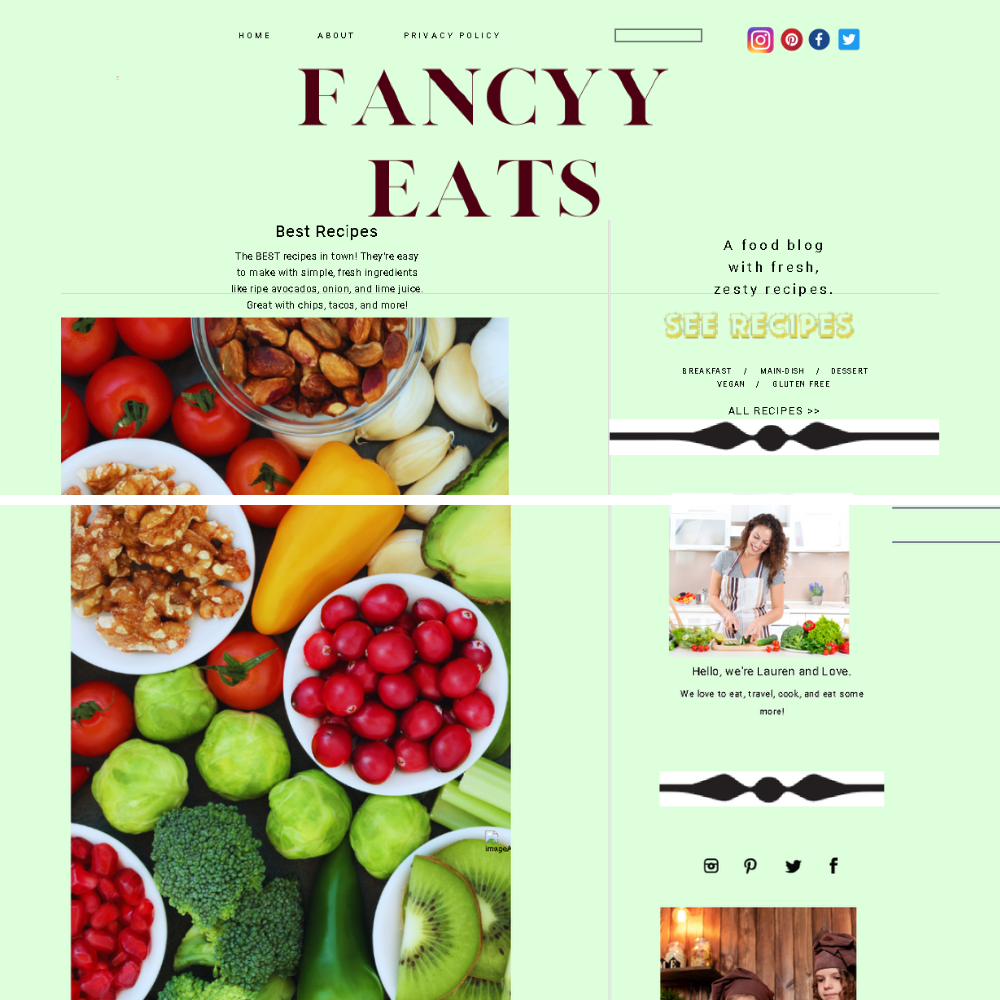 HOME ABOUT PRIVACY POLICY
FANCYY
EATS
Best Recipes
The BEST recipes in town! They're easy
to make with simple, fresh ingredients
like ripe avocados, onion, and lime juice.
Great with chips, tacos, and more!
A food blog
with fresh,
zesty recipes.
SEE RECIPES
BREAKFAST / MAIN-DISH / DESSERT
VEGAN / GLUTEN FREE
ALL RECIPES >>
Hello, we're Lauren and Love.
We love to eat, travel, cook, and eat some
more!